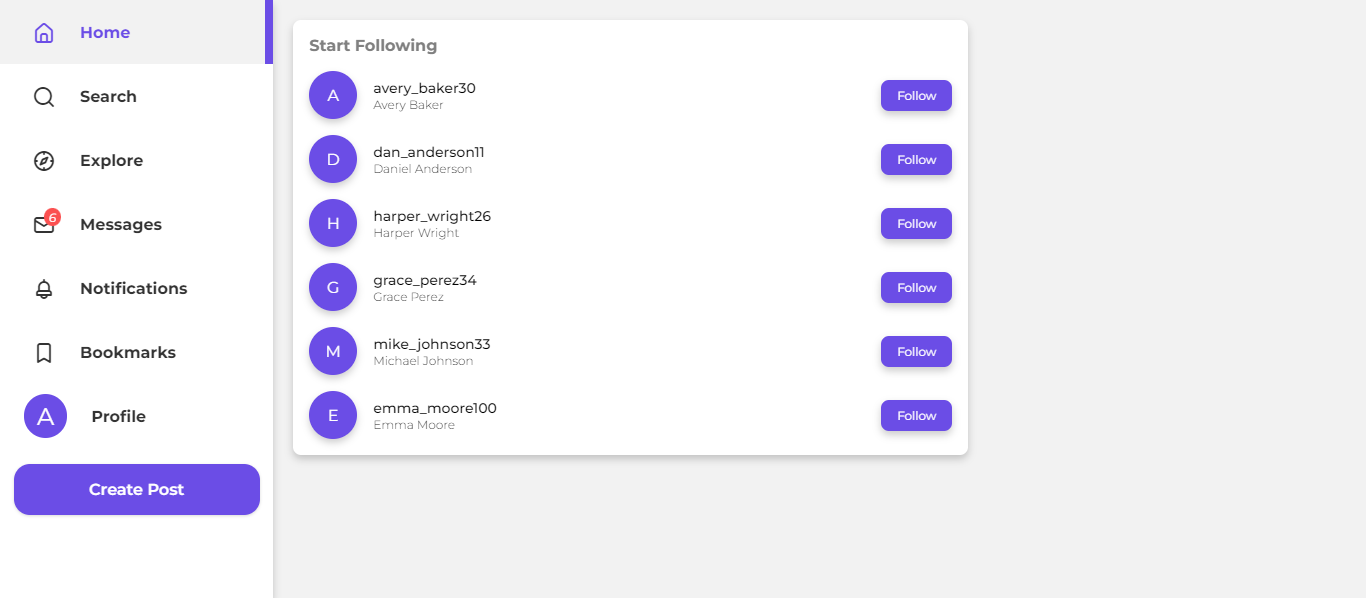 Home
Search
Explore
6
Messages
Notifications
Bookmarks
A
Profile
Create Post
Start Following
A
avery_baker30
Avery Baker
Follow
D
dan_anderson11
Daniel Anderson
Follow
H
harper_wright26
Harper Wright
Follow
G
grace_perez34
Grace Perez
Follow
M
mike_johnson33
Michael Johnson
Follow
E
emma_moore100
Emma Moore
Follow